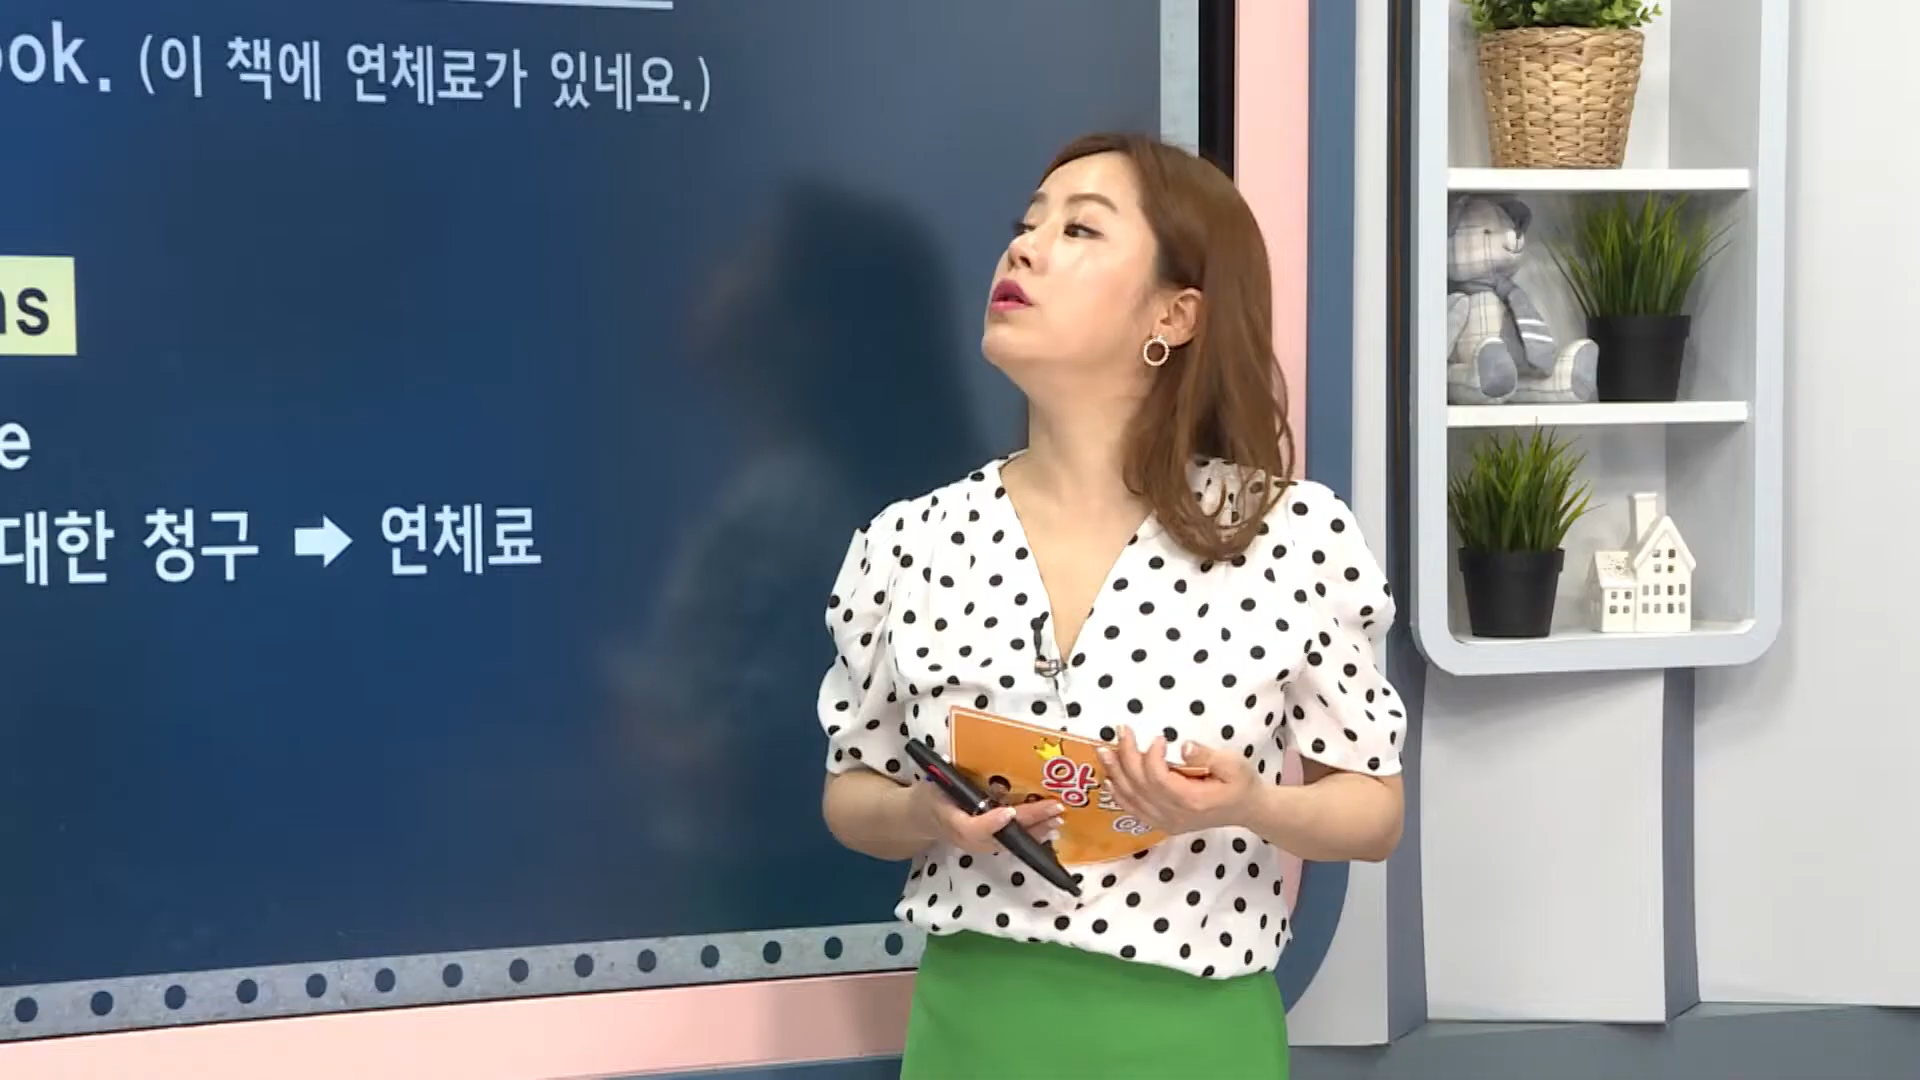 ook. (이 책에 연체료가 있네요.)
ns
e
대한 청구 ➡ 연체료
왕